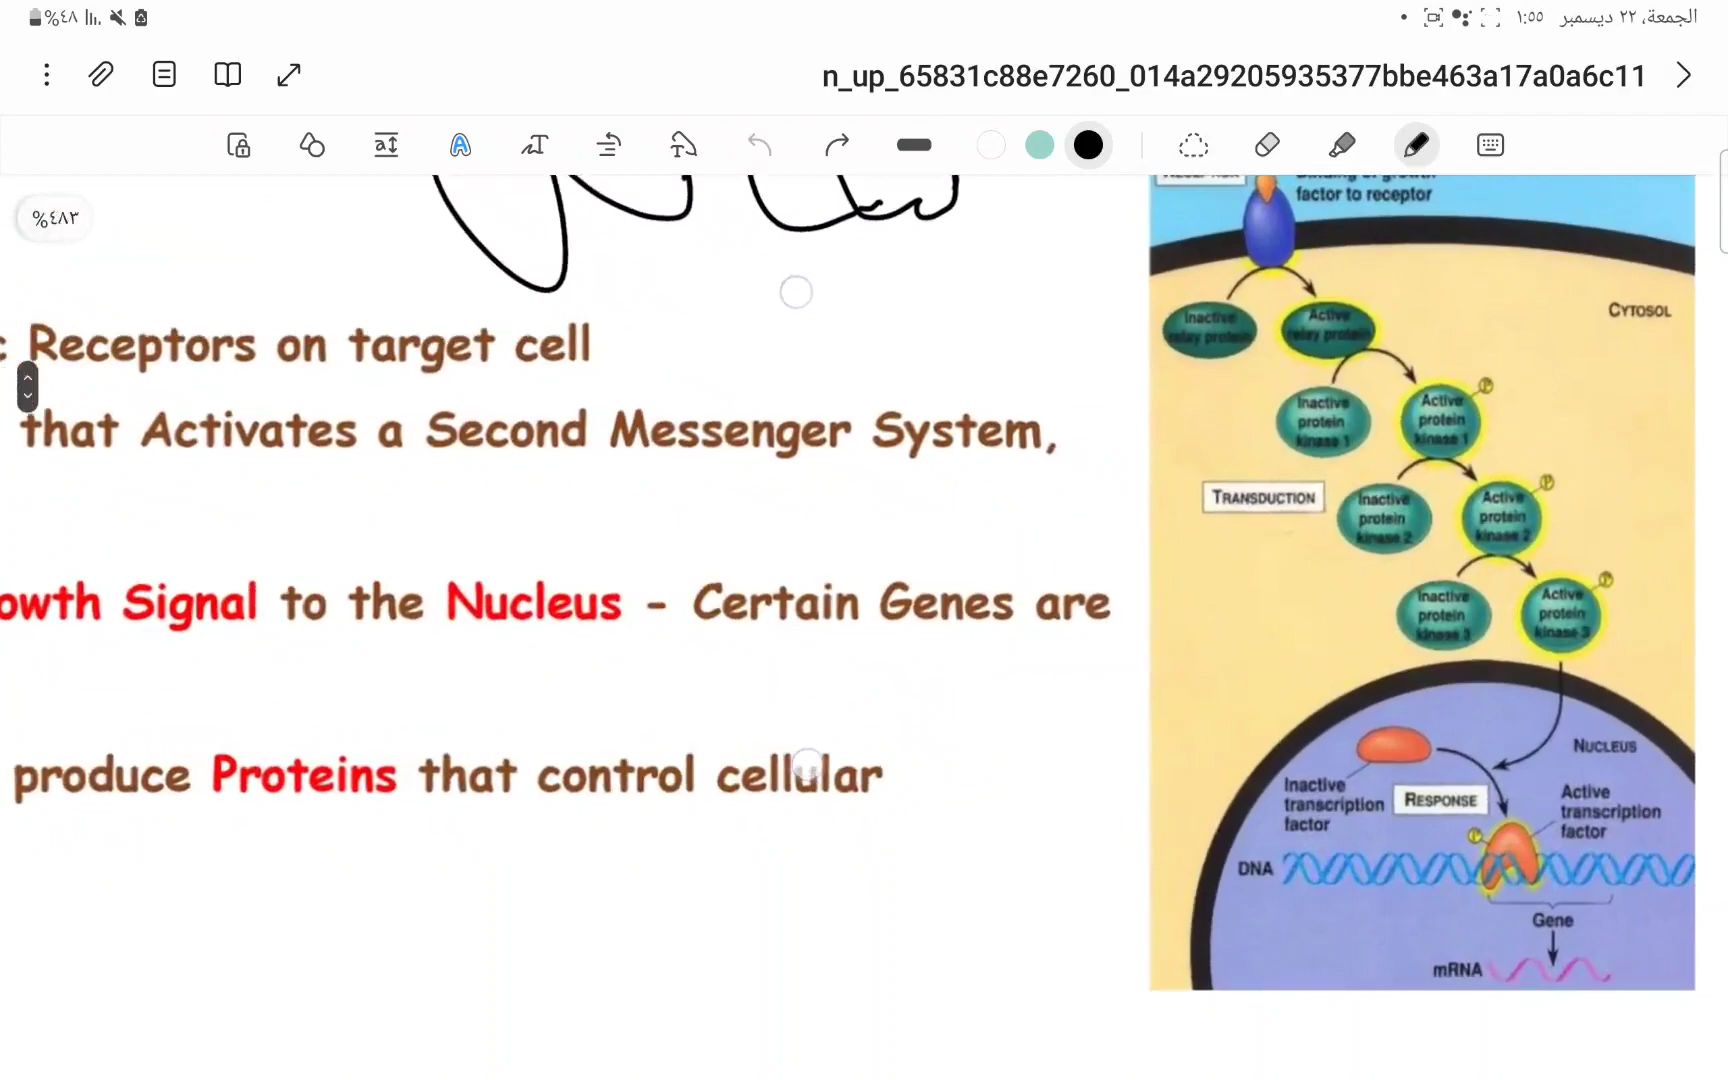 %٤٨
الجمعة، ٢٢ ديسمبر ١:٥٥
n_up_65831c88e7260_014a29205935377bbe463a17a0a6c11
%٤٨٣
Receptors on target cell
that Activates a Second Messenger System,
owth Signal to the Nucleus - Certain Genes are
produce Proteins that control cellular
factor to receptor
CYTOSOL
Inactive relay protein
Active relay protein
Inactive protein kinase 1
Active protein kinase 1
P
TRANSDUCTION
Inactive protein kinase 2
Active protein kinase 2
P
Inactive protein kinase 3
Active protein kinase 3
P
NUCLEUS
Inactive
transcription
factor
RESPONSE
Active
transcription
factor
P
DNA
Gene
mRNA